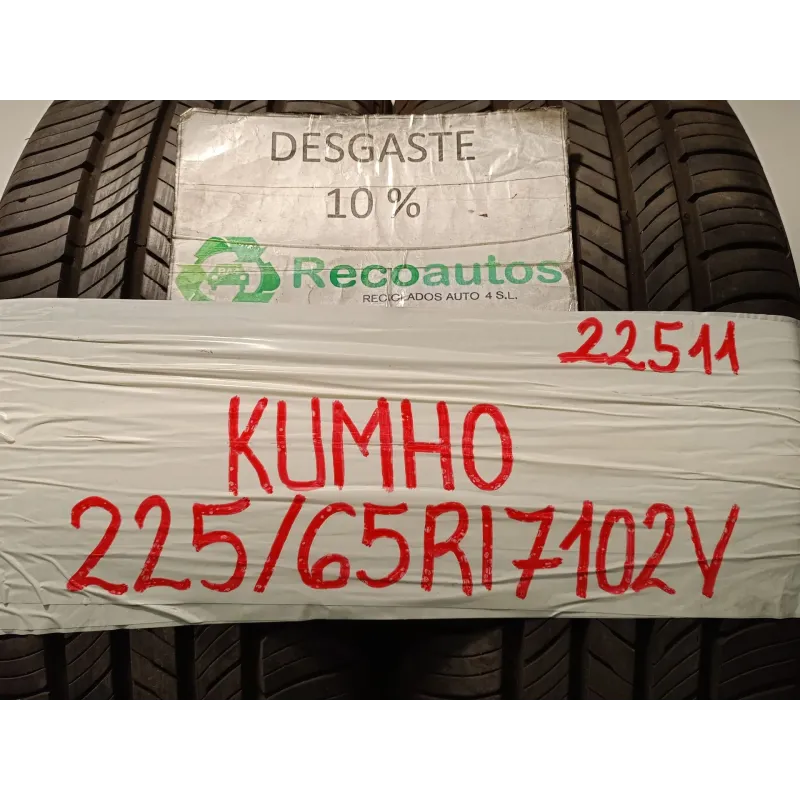 DESGASTE
10 %
Recoautos
RECICLADOS AUTO 4 S.L.
22511
KUMHO
225/65R17102V